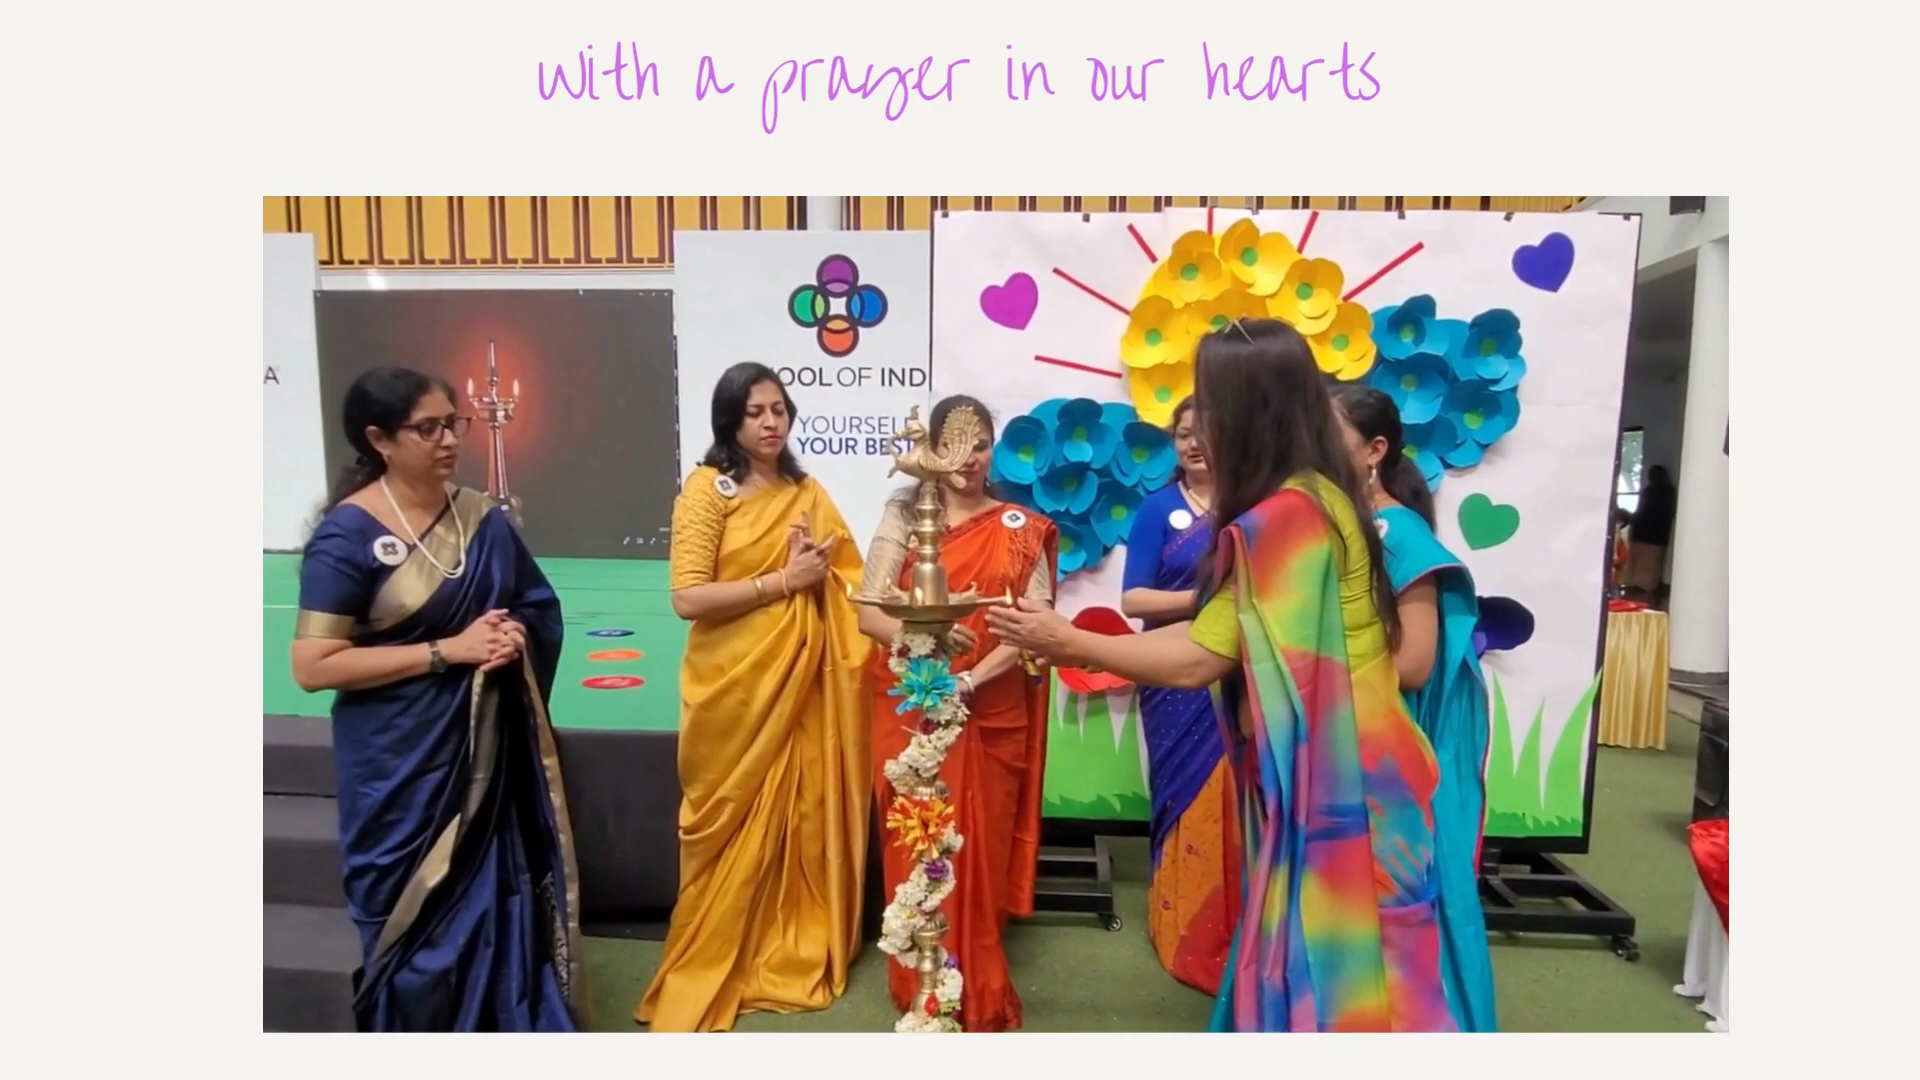 with a prayer in our hearts
A
OOL OF IND
YOURSELF
YOUR BEST